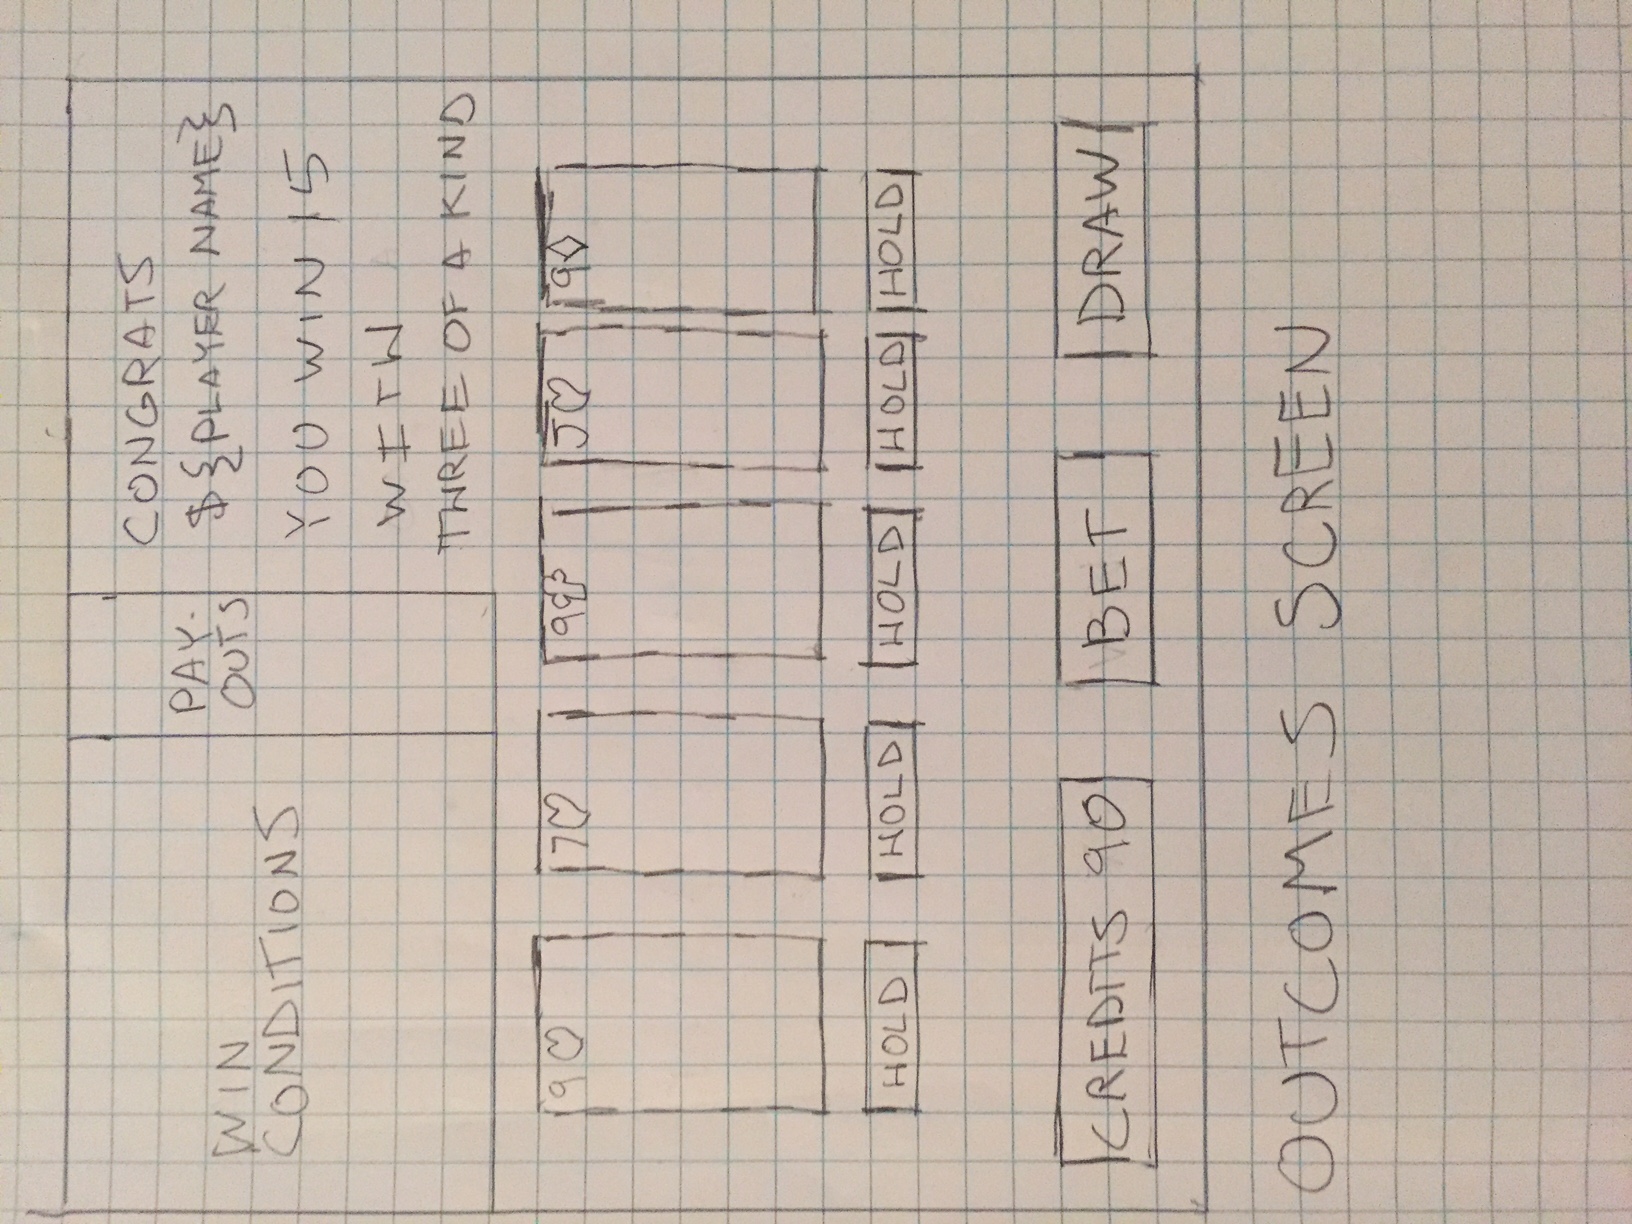 WIN
CONDITIONS
PAY-
OUTS
CONGRATS
${PLAYER NAME}
YOU WIN 15
WITH
THREE OF A KIND
9♡
7♡
9♧
J♡
9♢
HOLD
HOLD
HOLD
HOLD
HOLD
CREDITS 90
BET
DRAW
OUTCOMES SCREEN